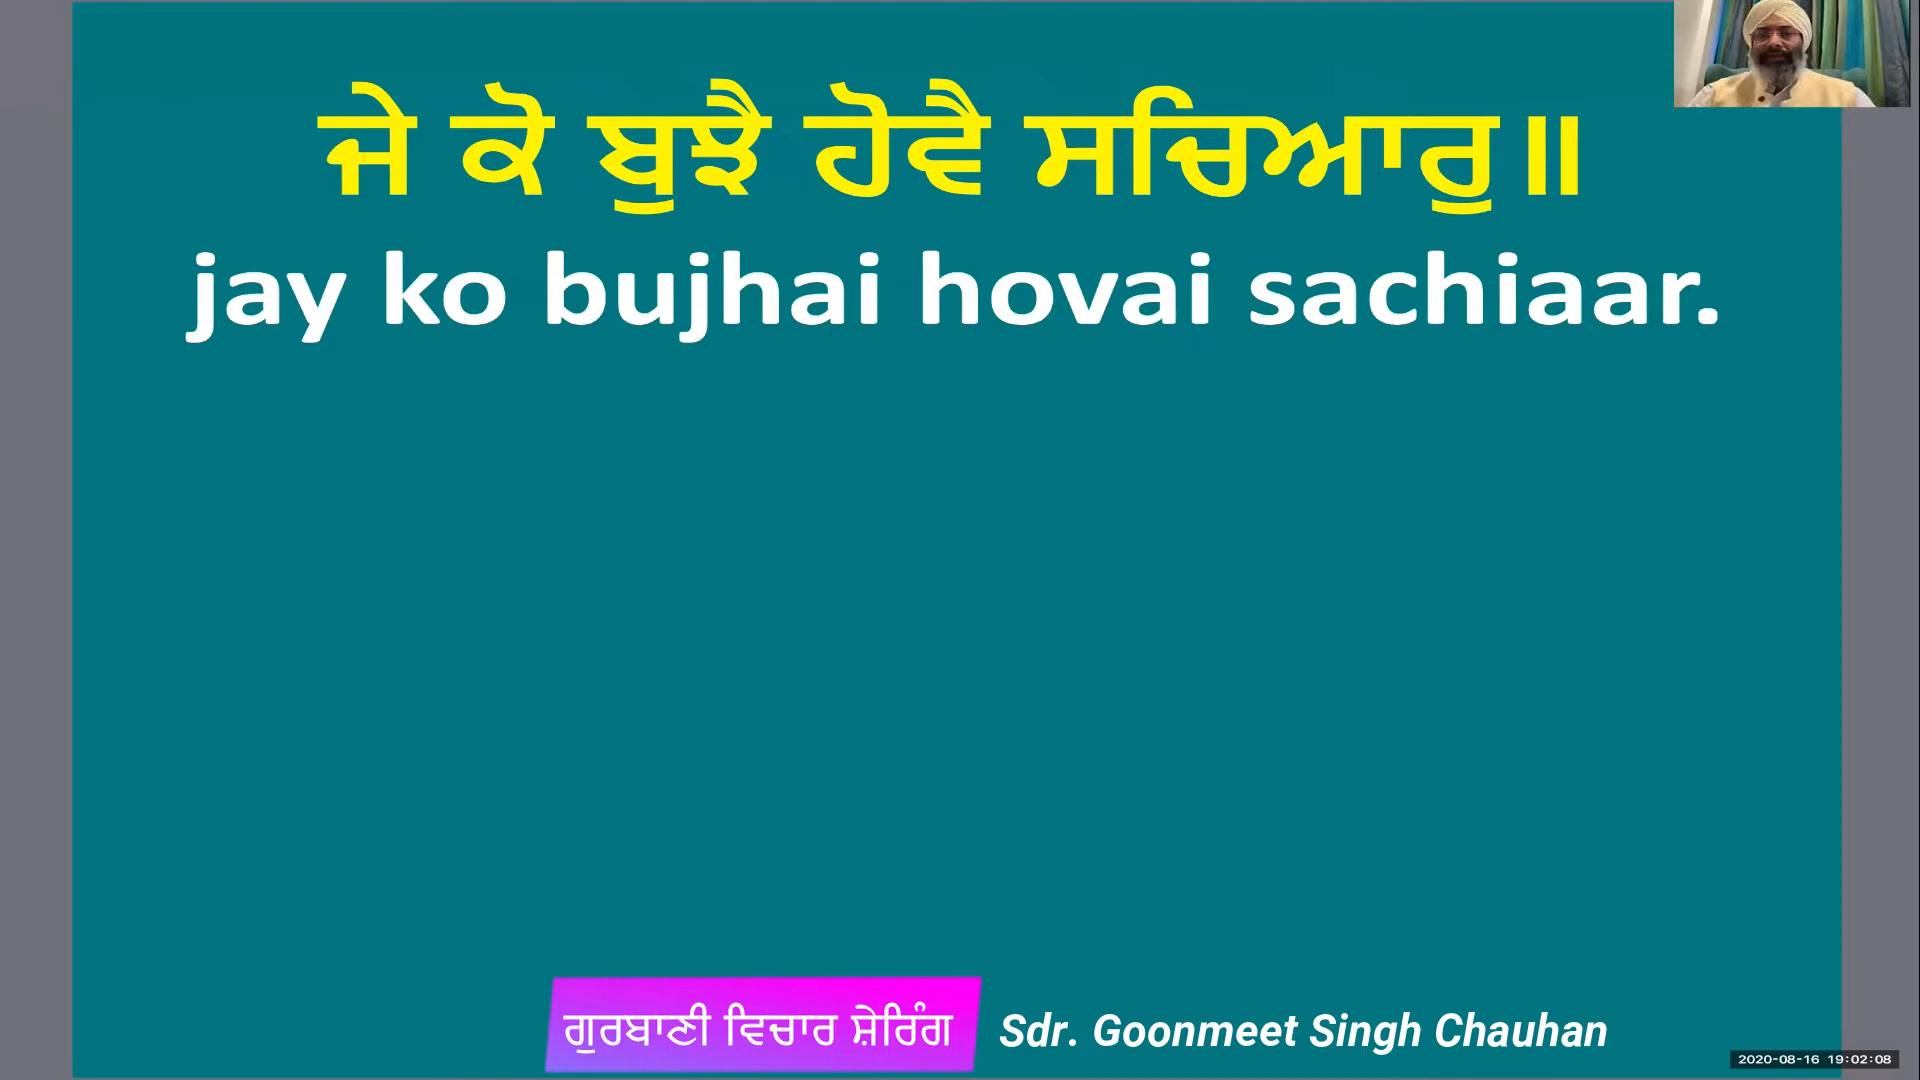 ਜੇ ਕੋ ਬੁਝੈ ਹੋਵੈ ਸਚਿਆਰੁ॥
jay ko bujhai hovai sachiaar.
ਗੁਰਬਾਣੀ ਵਿਚਾਰ ਸ਼ੇਰਿੰਗ
Sdr. Goonmeet Singh Chauhan
2020-08-16 19:02:08